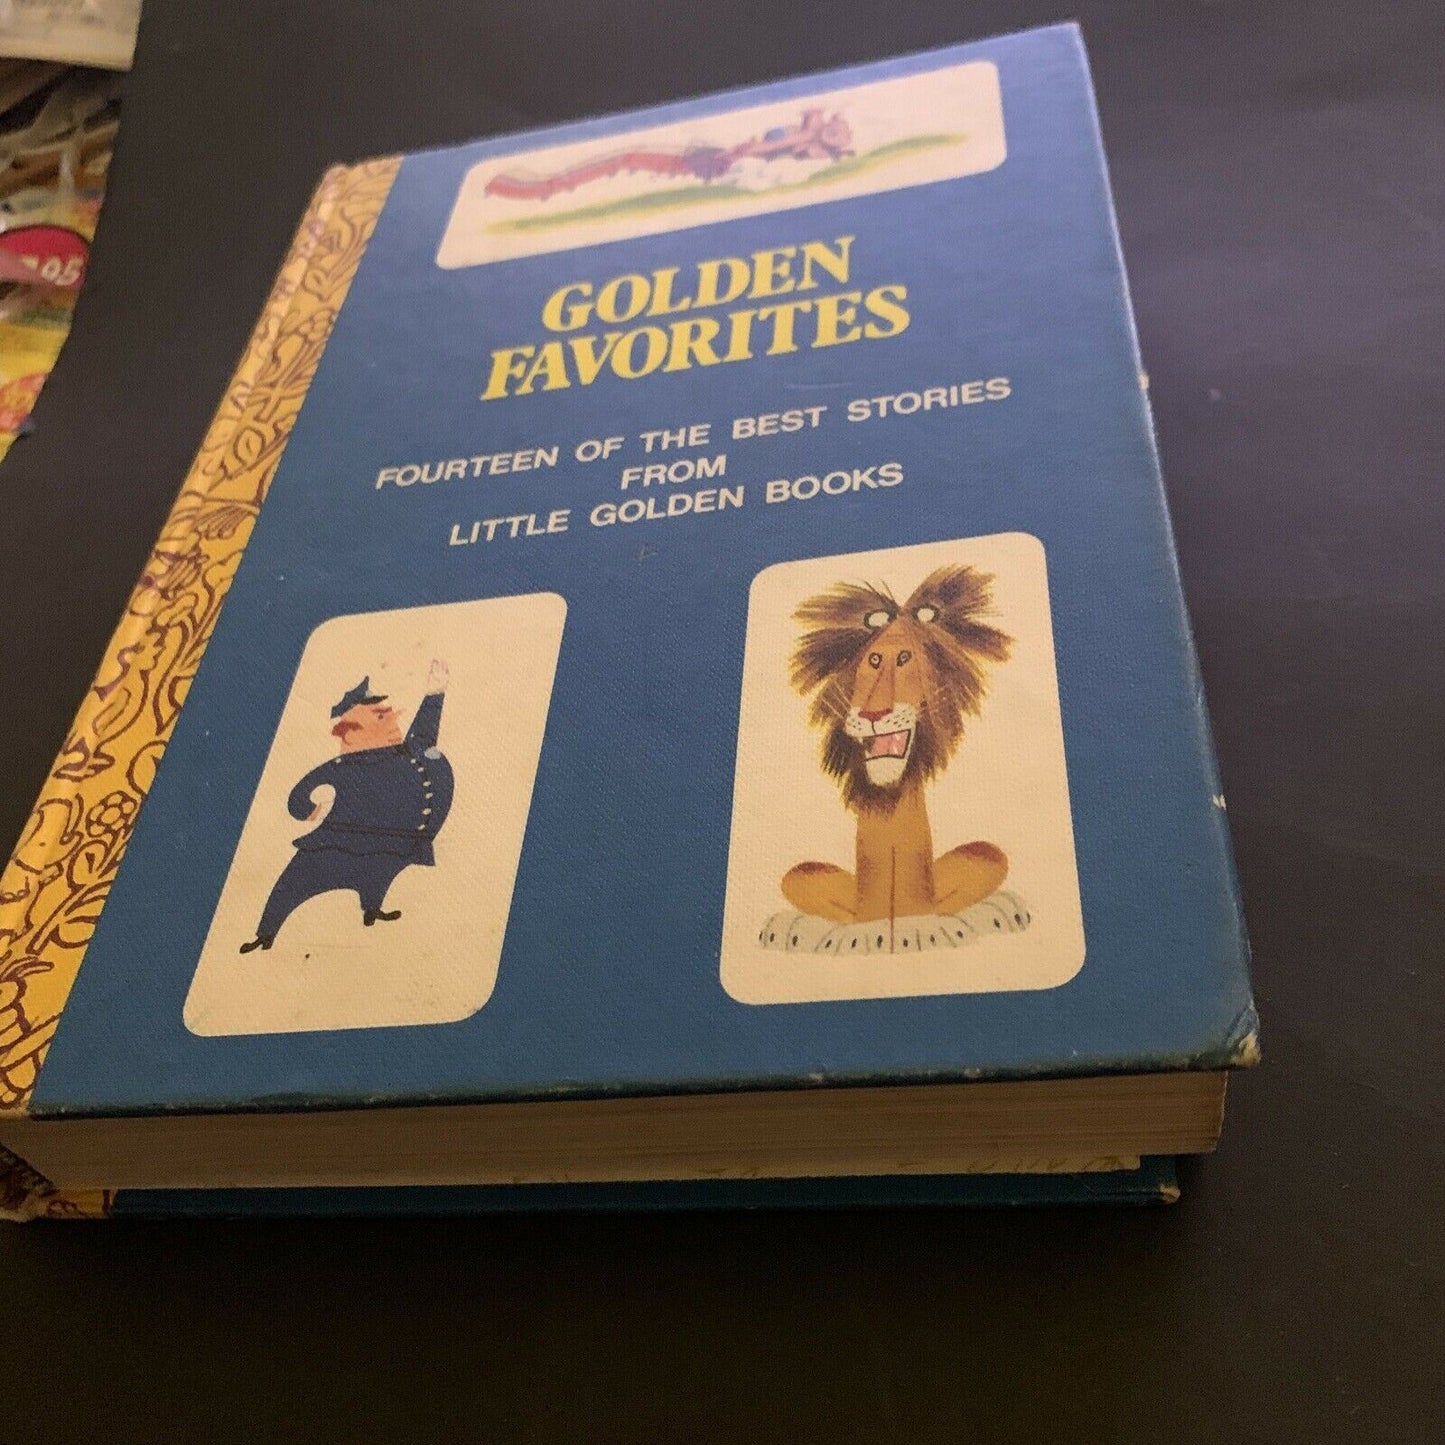 GOLDEN
FAVORITES
FOURTEEN OF THE BEST STORIES
FROM
LITTLE GOLDEN BOOKS